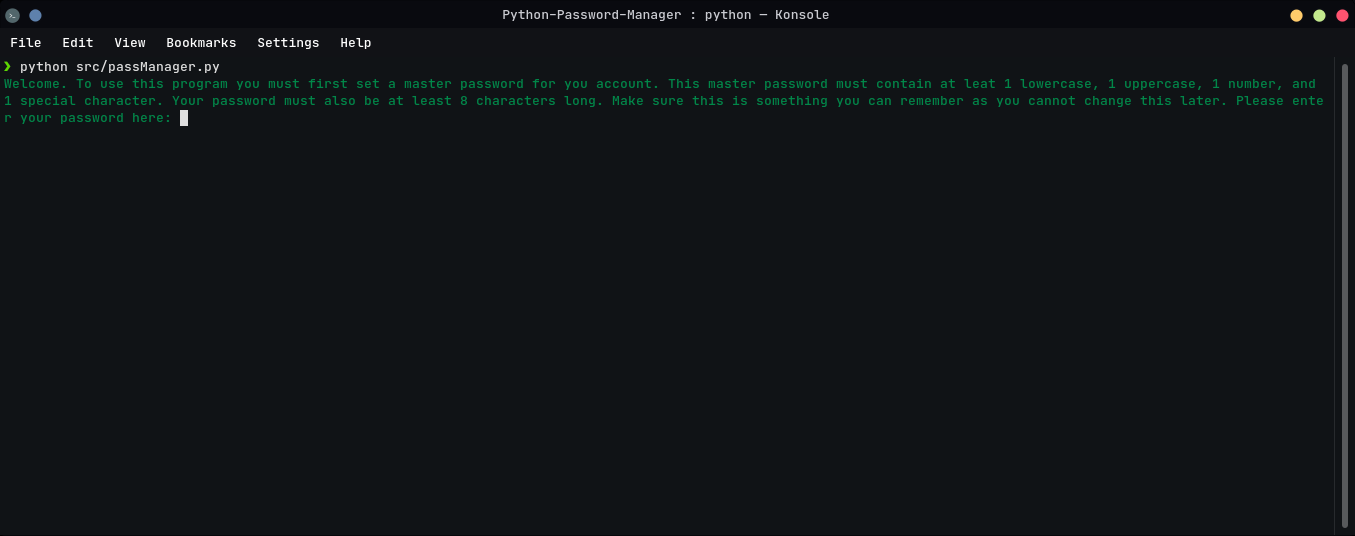 Python-Password-Manager : python — Konsole
File Edit View Bookmarks Settings Help
❯ python src/passManager.py
Welcome. To use this program you must first set a master password for you account. This master password must contain at leat 1 lowercase, 1 uppercase, 1 number, and
1 special character. Your password must also be at least 8 characters long. Make sure this is something you can remember as you cannot change this later. Please ente
r your password here: